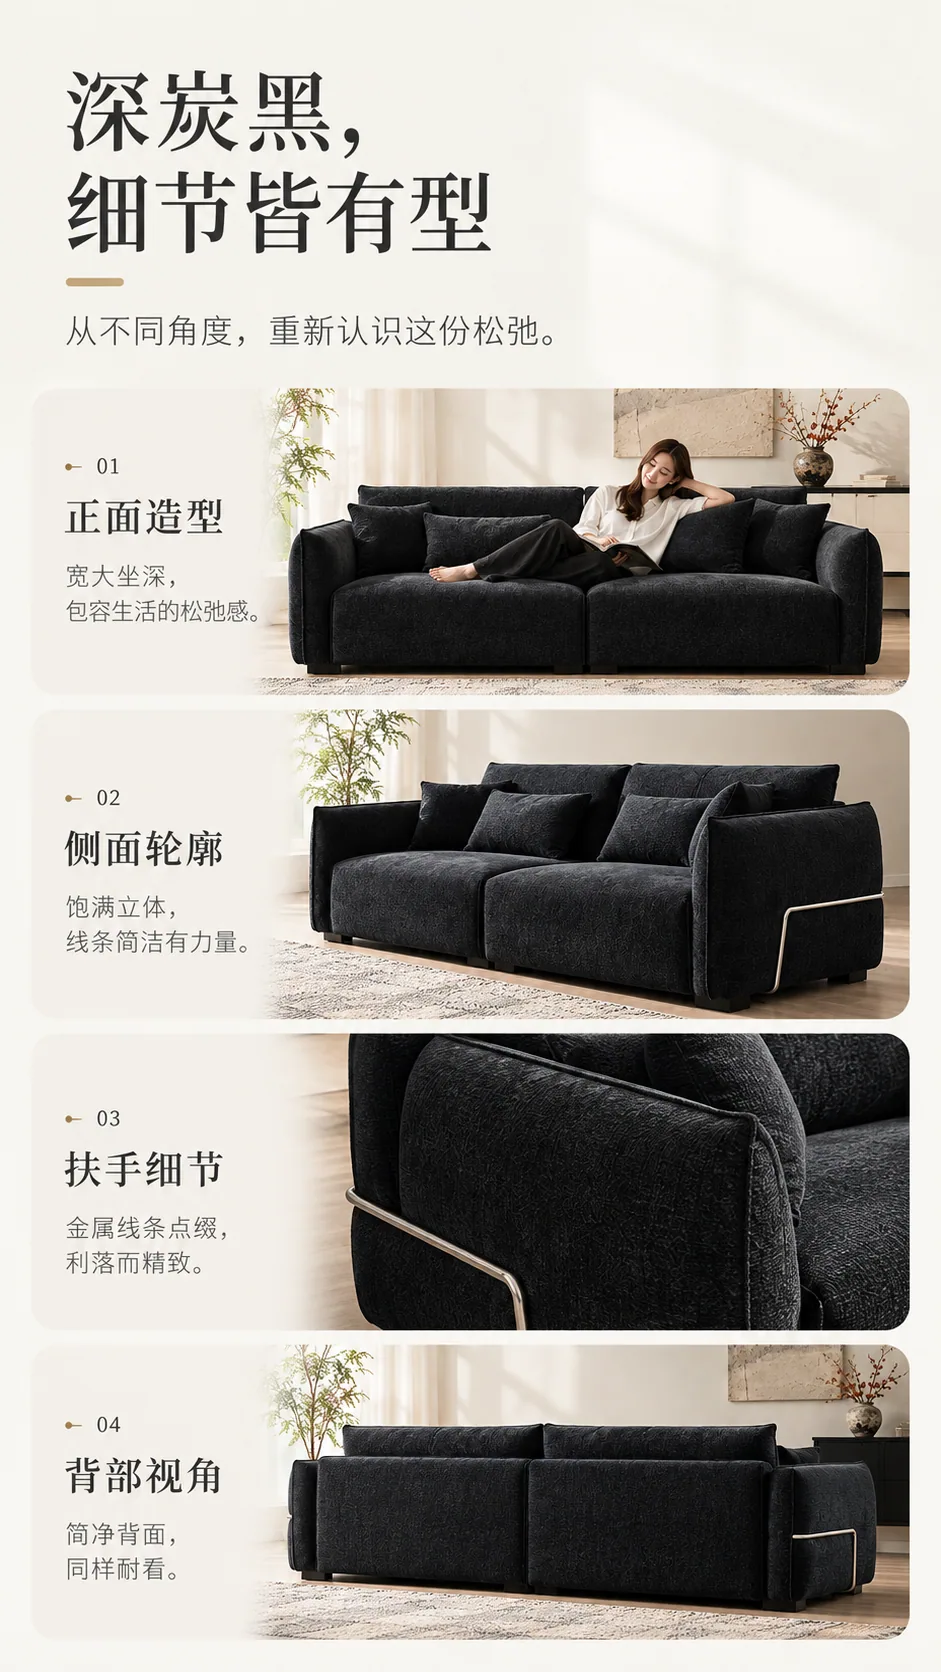 深炭黑，
细节皆有型
从不同角度，重新认识这份松弛。
01
正面造型
宽大坐深，
包容生活的松弛感。
02
侧面轮廓
饱满立体，
线条简洁有力量。
03
扶手细节
金属线条点缀，
利落而精致。
04
背部视角
简净背面，
同样耐看。